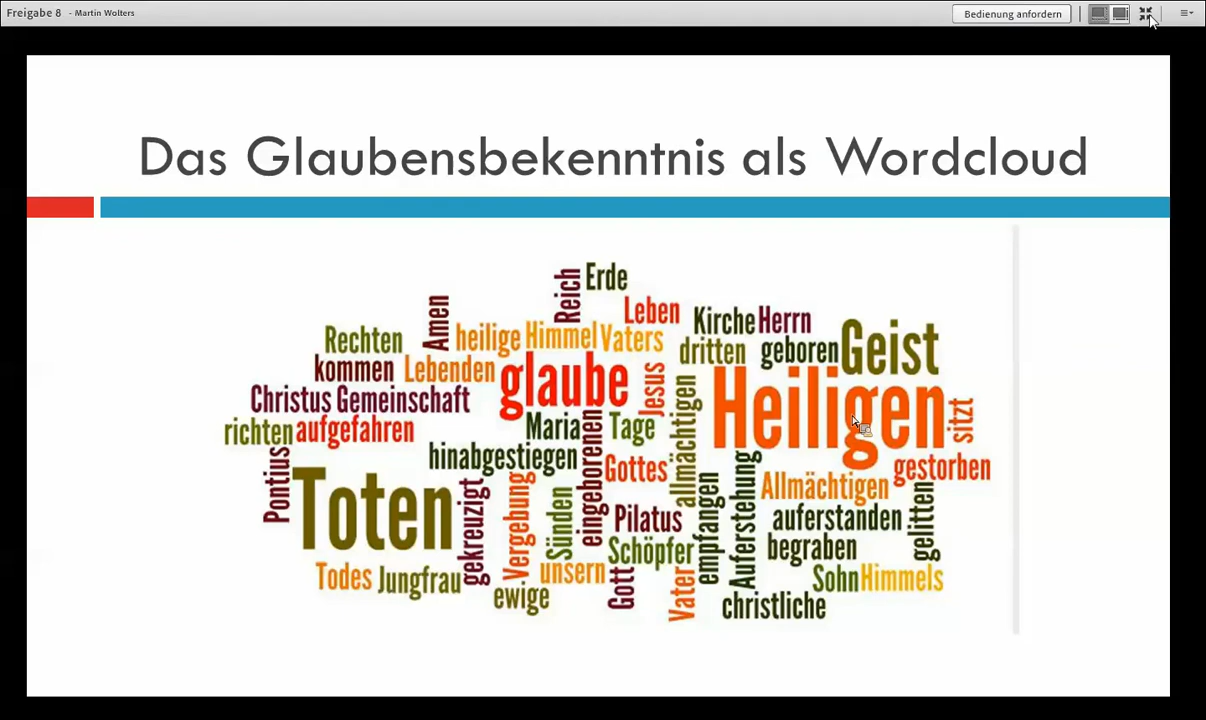 Freigabe 8 - Martin Wolters
Bedienung anfordern
Das Glaubensbekenntnis als Wordcloud
Erde
Reich
Amen
Leben
Kirche Herrn
Rechten
heilige Himmel Vaters
dritten geboren Geist
kommen Lebenden
glaube
Jesus
Heiligen
Christus Gemeinschaft
allmächtigen
sitzt
richten aufgefahren
Maria
eingeborenen
Tage
hinabgestiegen
Gottes
gestorben
Pontius
Toten
gekreuzigt
Vergebung
Sünden
Pilatus
empfangen
Auferstehung
Allmächtigen
auferstanden
gelitten
Schöpfer
begraben
Todes Jungfrau
unsern
Gott
Vater
Sohn Himmels
ewige
christliche